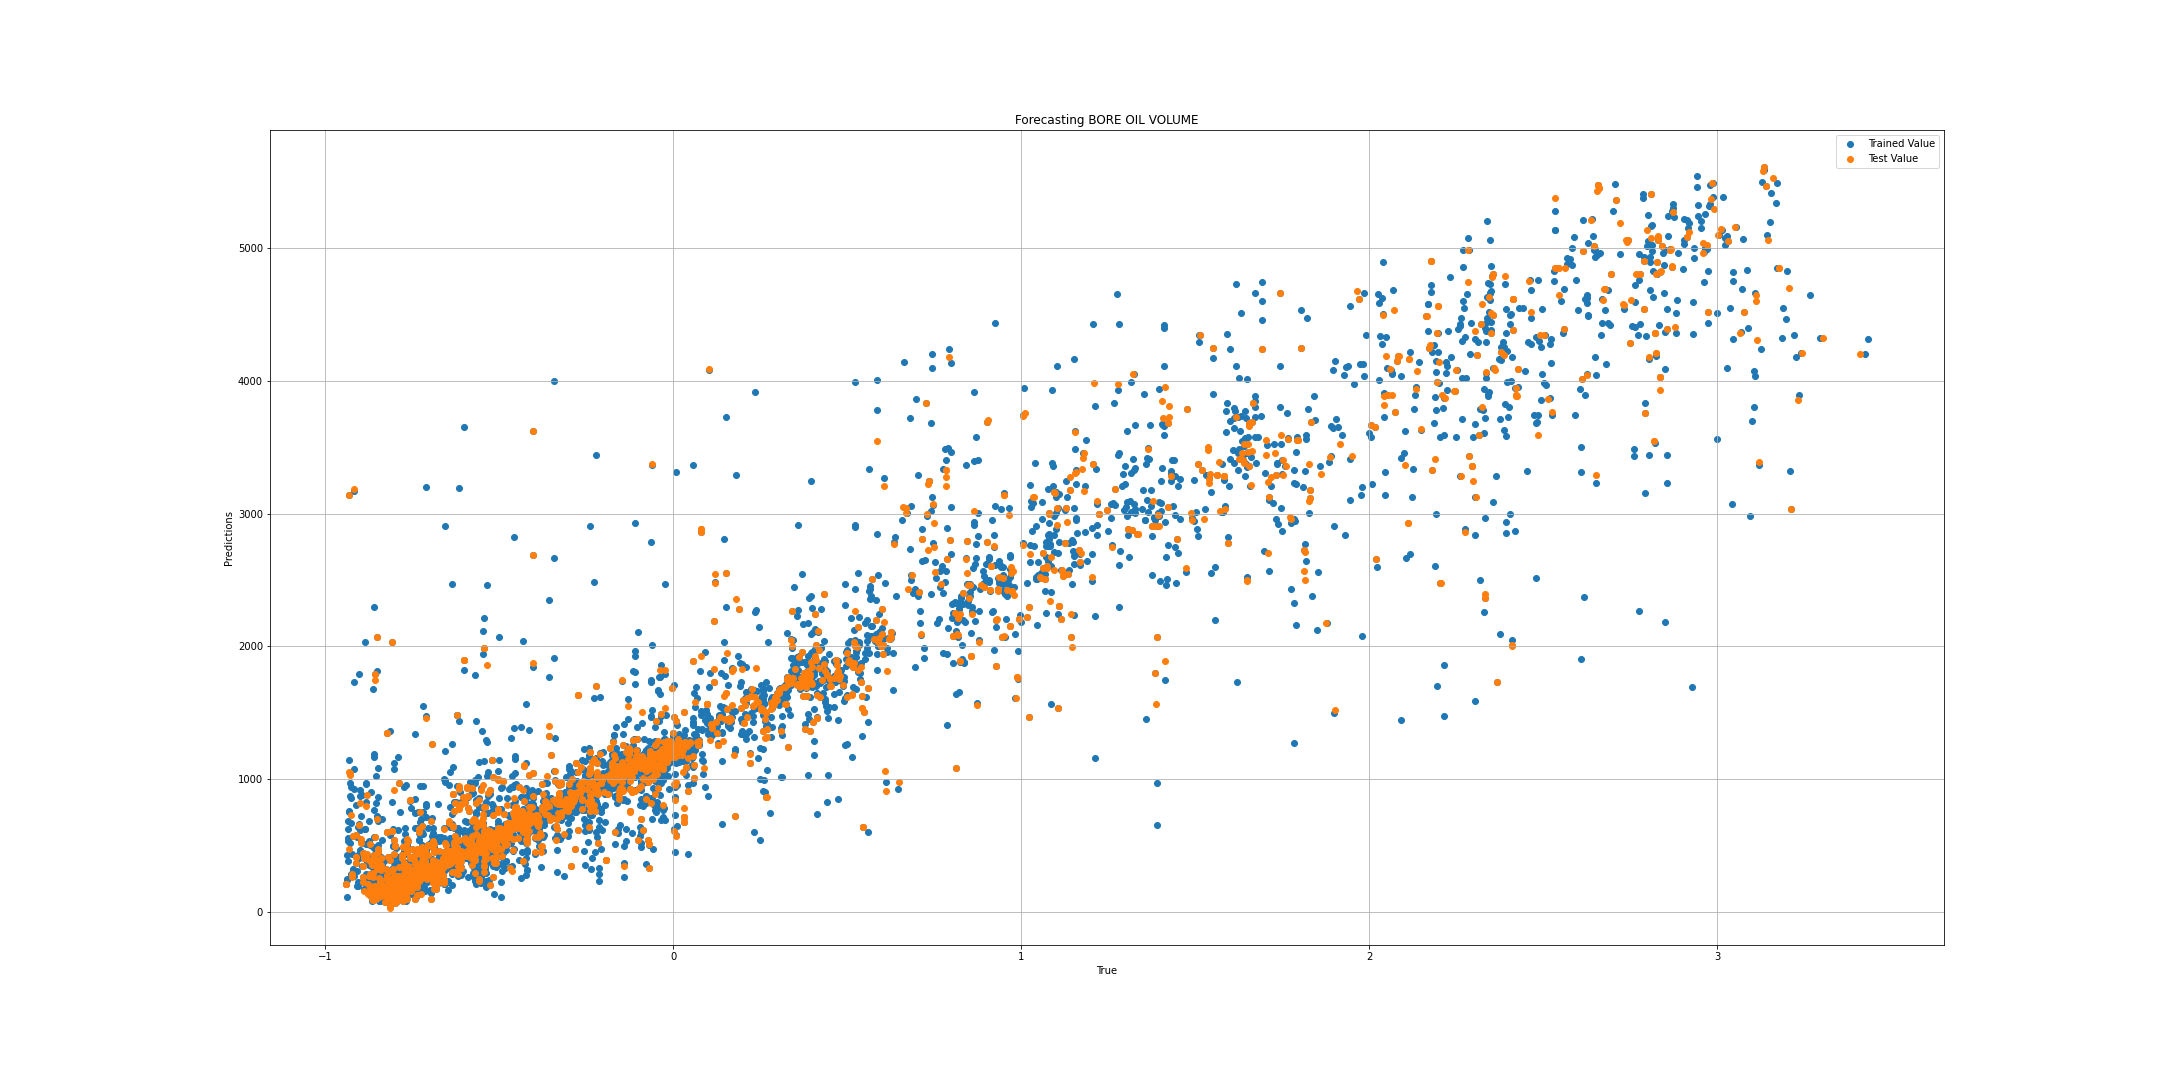 Forecasting BORE OIL VOLUME
Trained Value
Test Value
5000
4000
3000
2000
1000
0
Predictions
−1
0
1
2
3
True